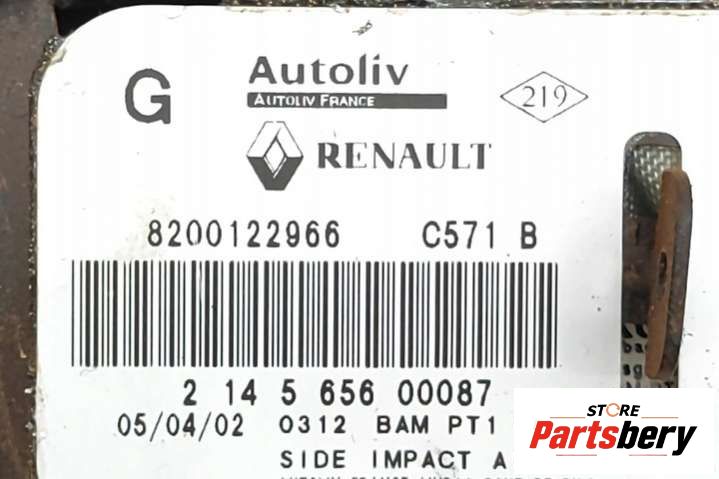 G
Autoliv
AUTOLIV FRANCE
219
RENAULT
8200122966 C571 B
2 14 5 656 00087
05/04/02 0312 BAM PT1
SIDE IMPACT A
STORE
Partsbery